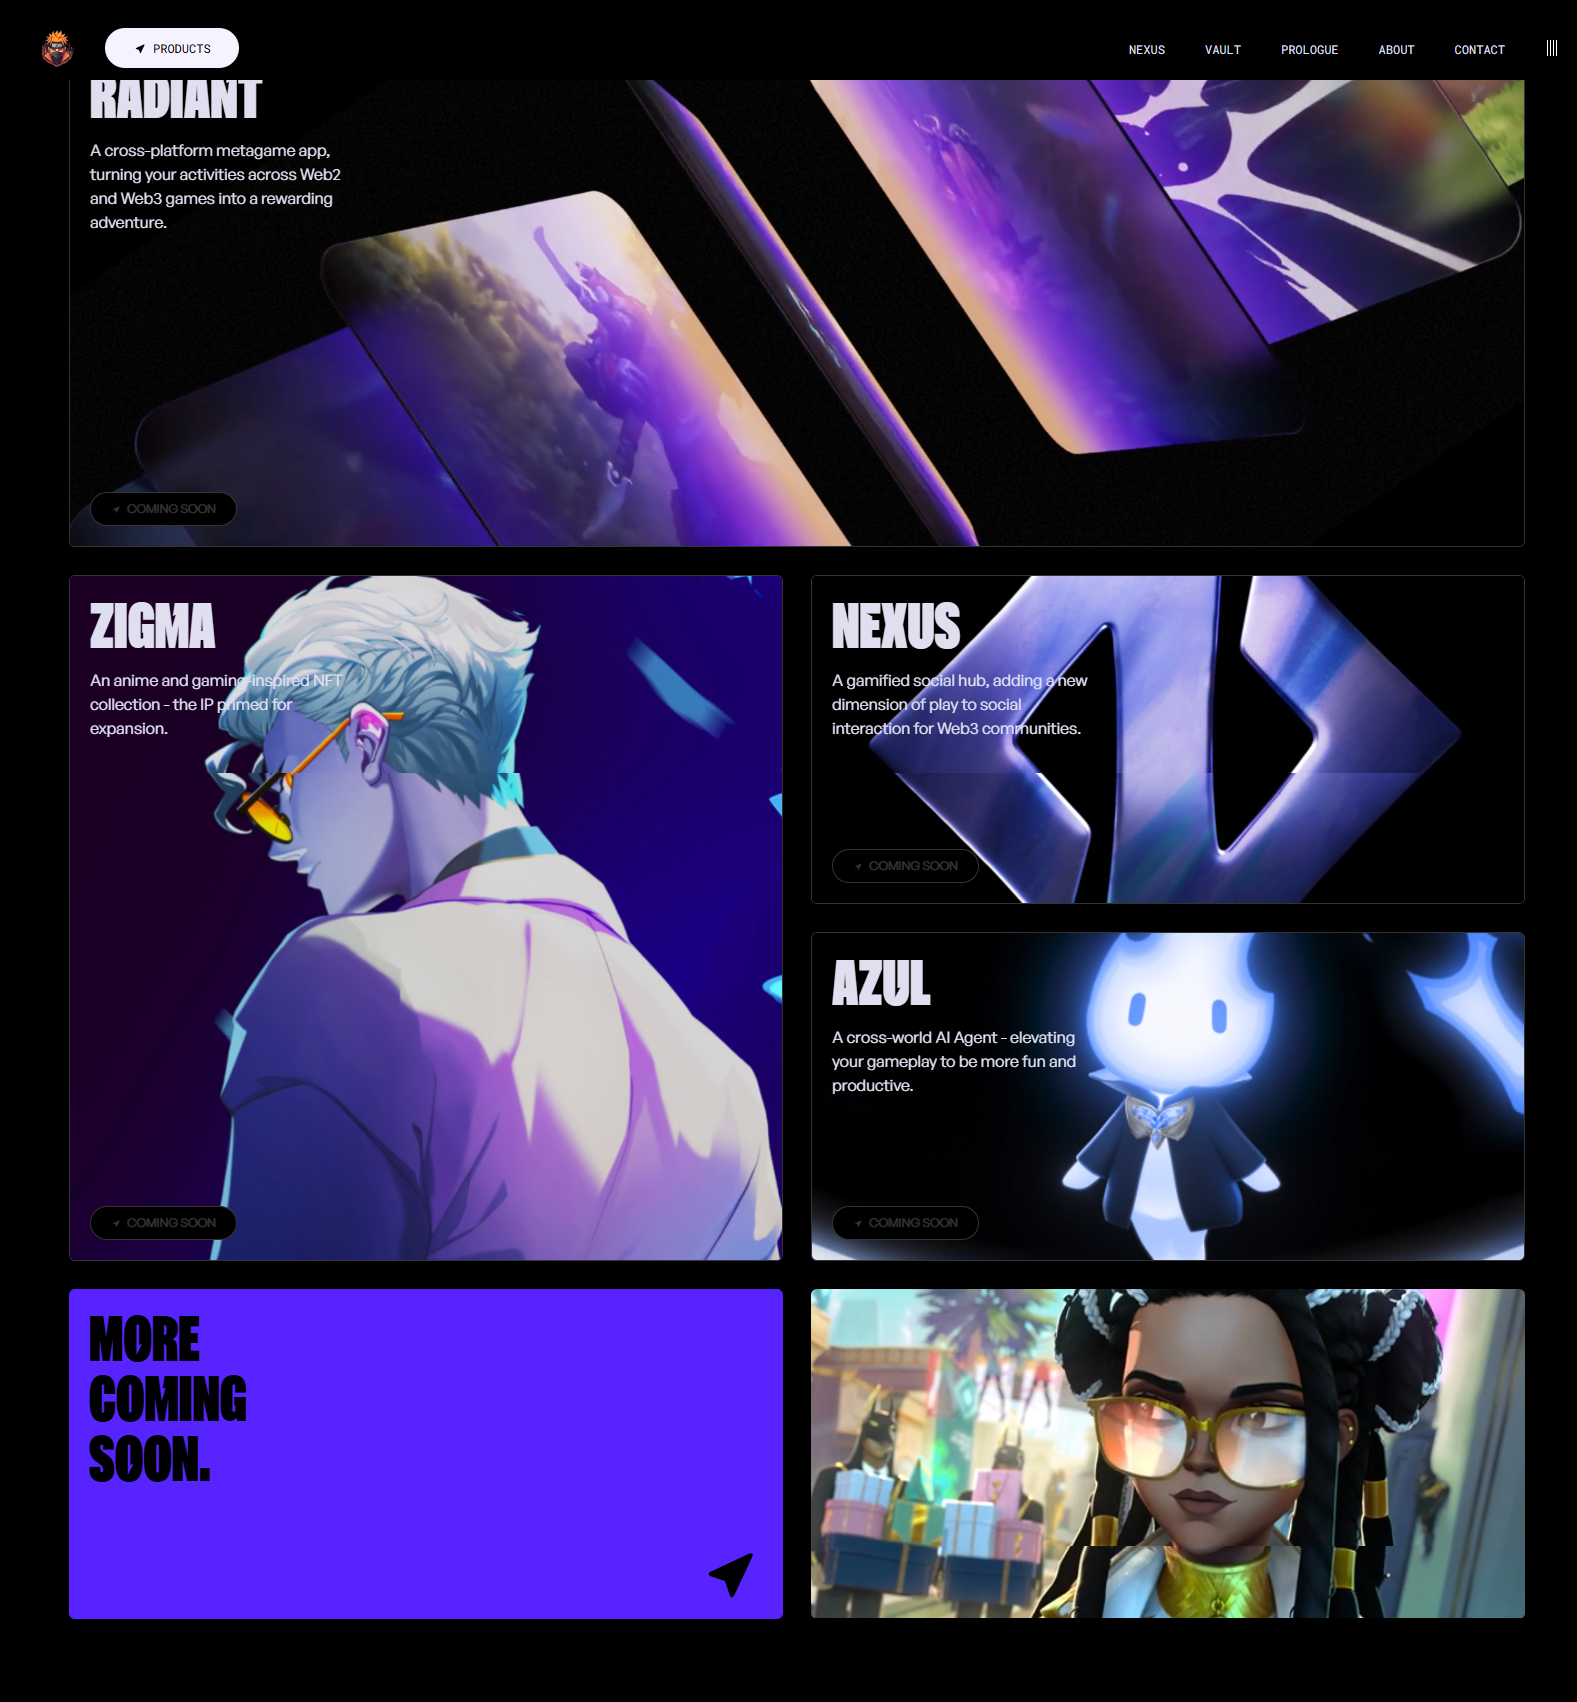 PRODUCTS
NEXUS
VAULT
PROLOGUE
ABOUT
CONTACT
RADIANT
A cross-platform metagame app,
turning your activities across Web2
and Web3 games into a rewarding
adventure.
COMING SOON
ZIGMA
An anime and gaming-inspired NFT
collection - the IP primed for
expansion.
COMING SOON
NEXUS
A gamified social hub, adding a new
dimension of play to social
interaction for Web3 communities.
COMING SOON
AZUL
A cross-world AI Agent - elevating
your gameplay to be more fun and
productive.
COMING SOON
MORE
COMING
SOON.